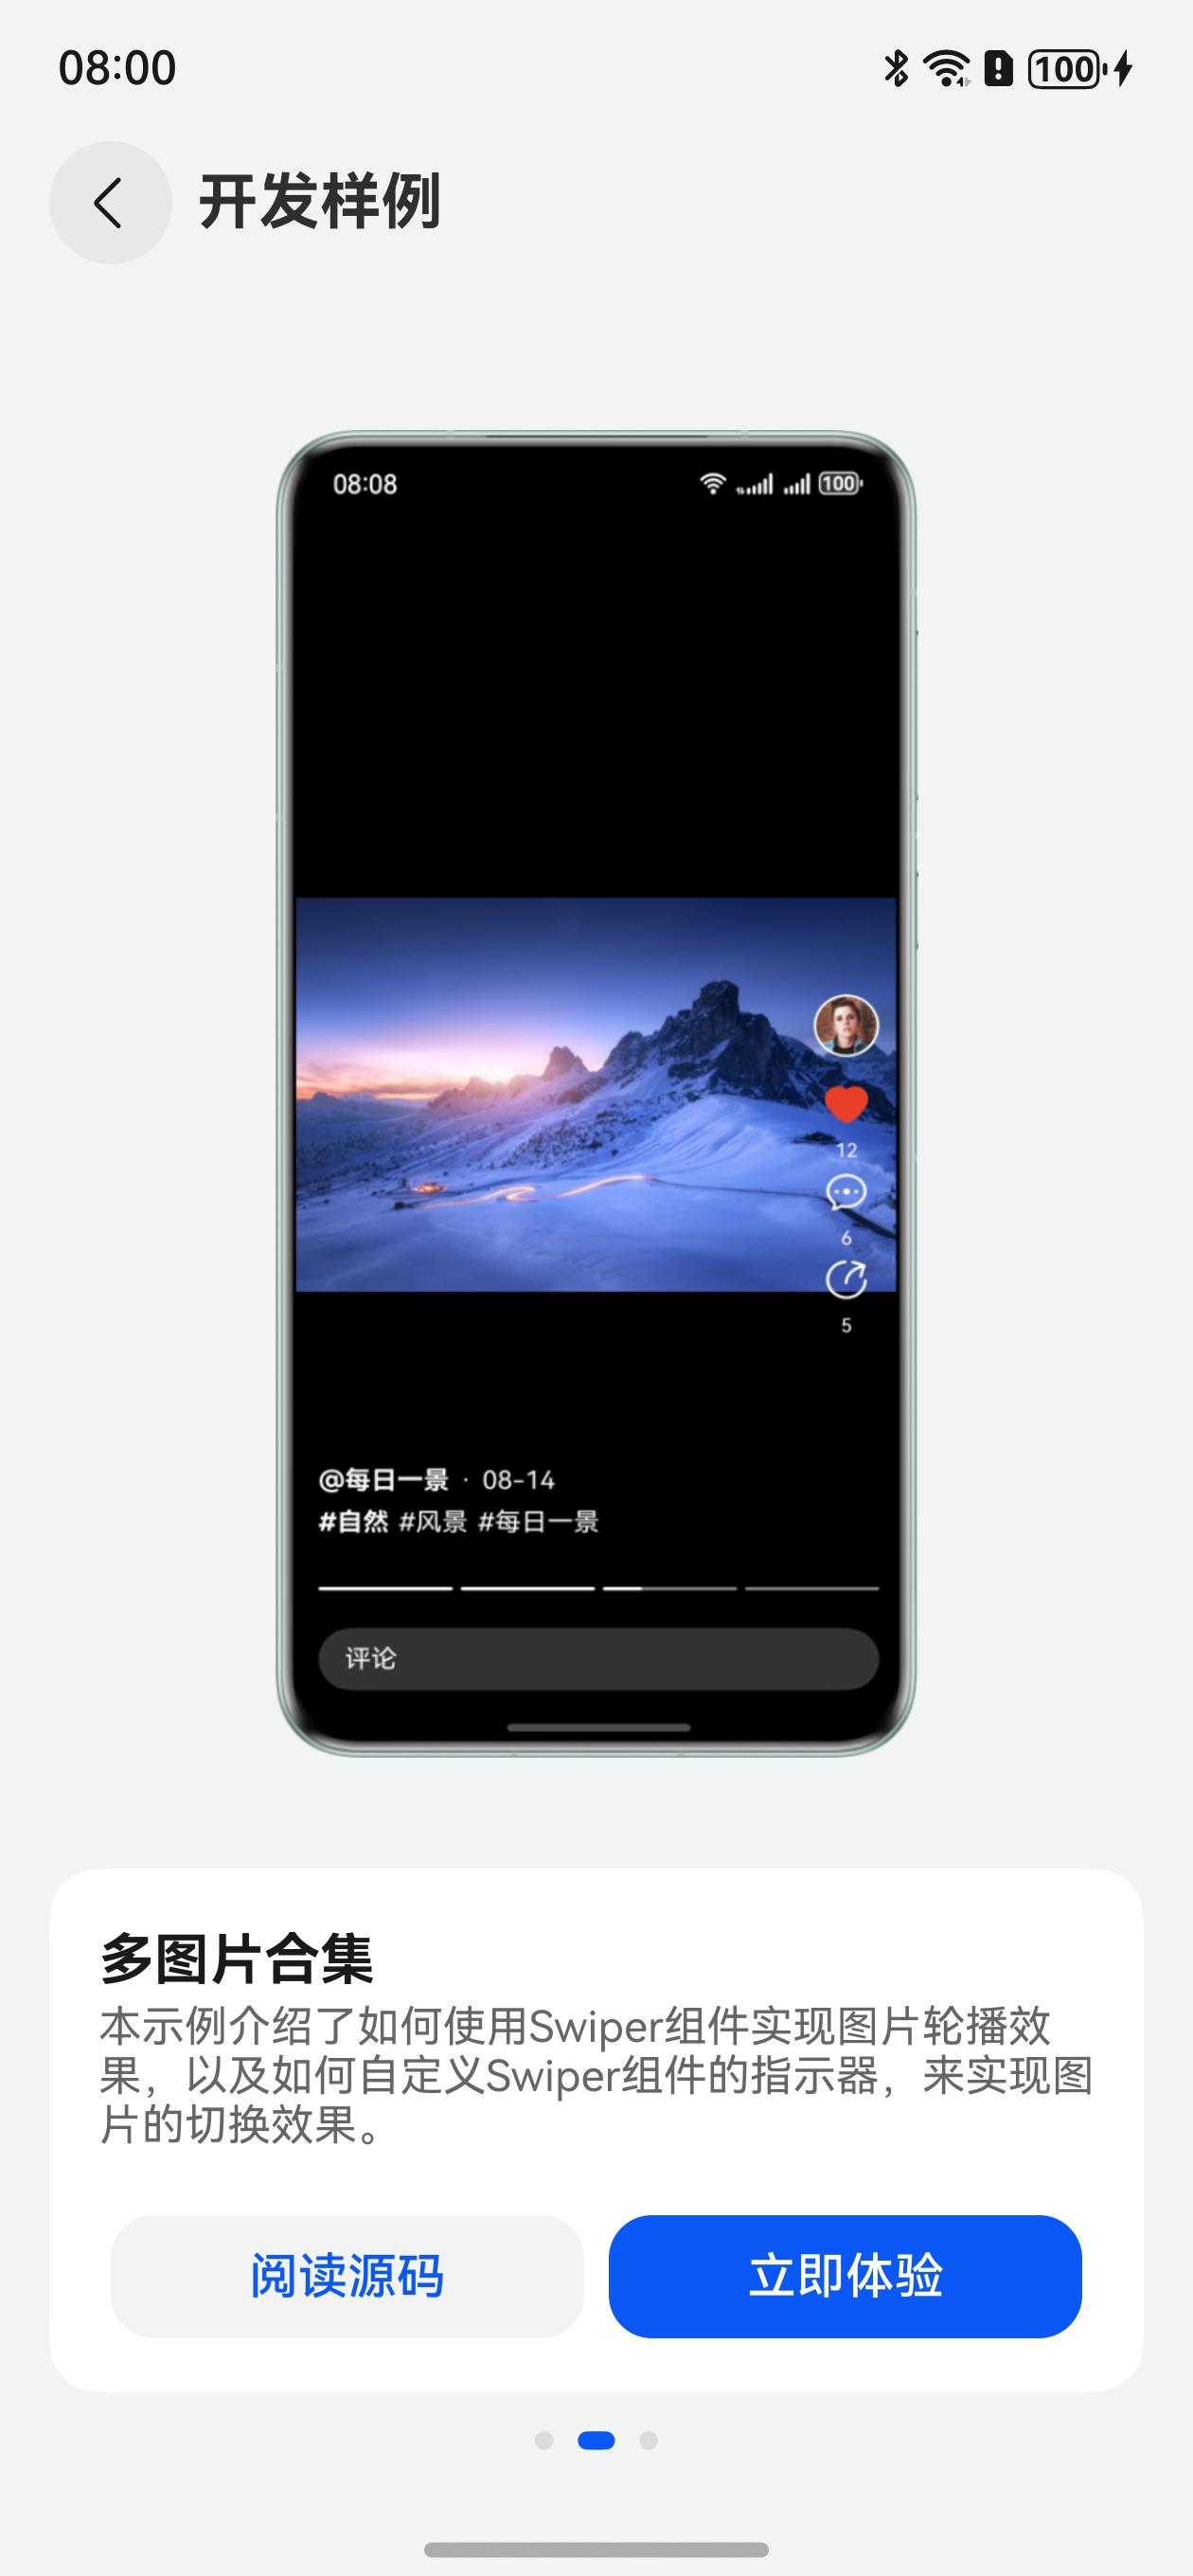 08:00
100
开发样例
08:08
100
12
6
5
@每日一景 · 08-14
#自然 #风景 #每日一景
评论
多图片合集
本示例介绍了如何使用Swiper组件实现图片轮播效
果，以及如何自定义Swiper组件的指示器，来实现图
片的切换效果。
阅读源码
立即体验